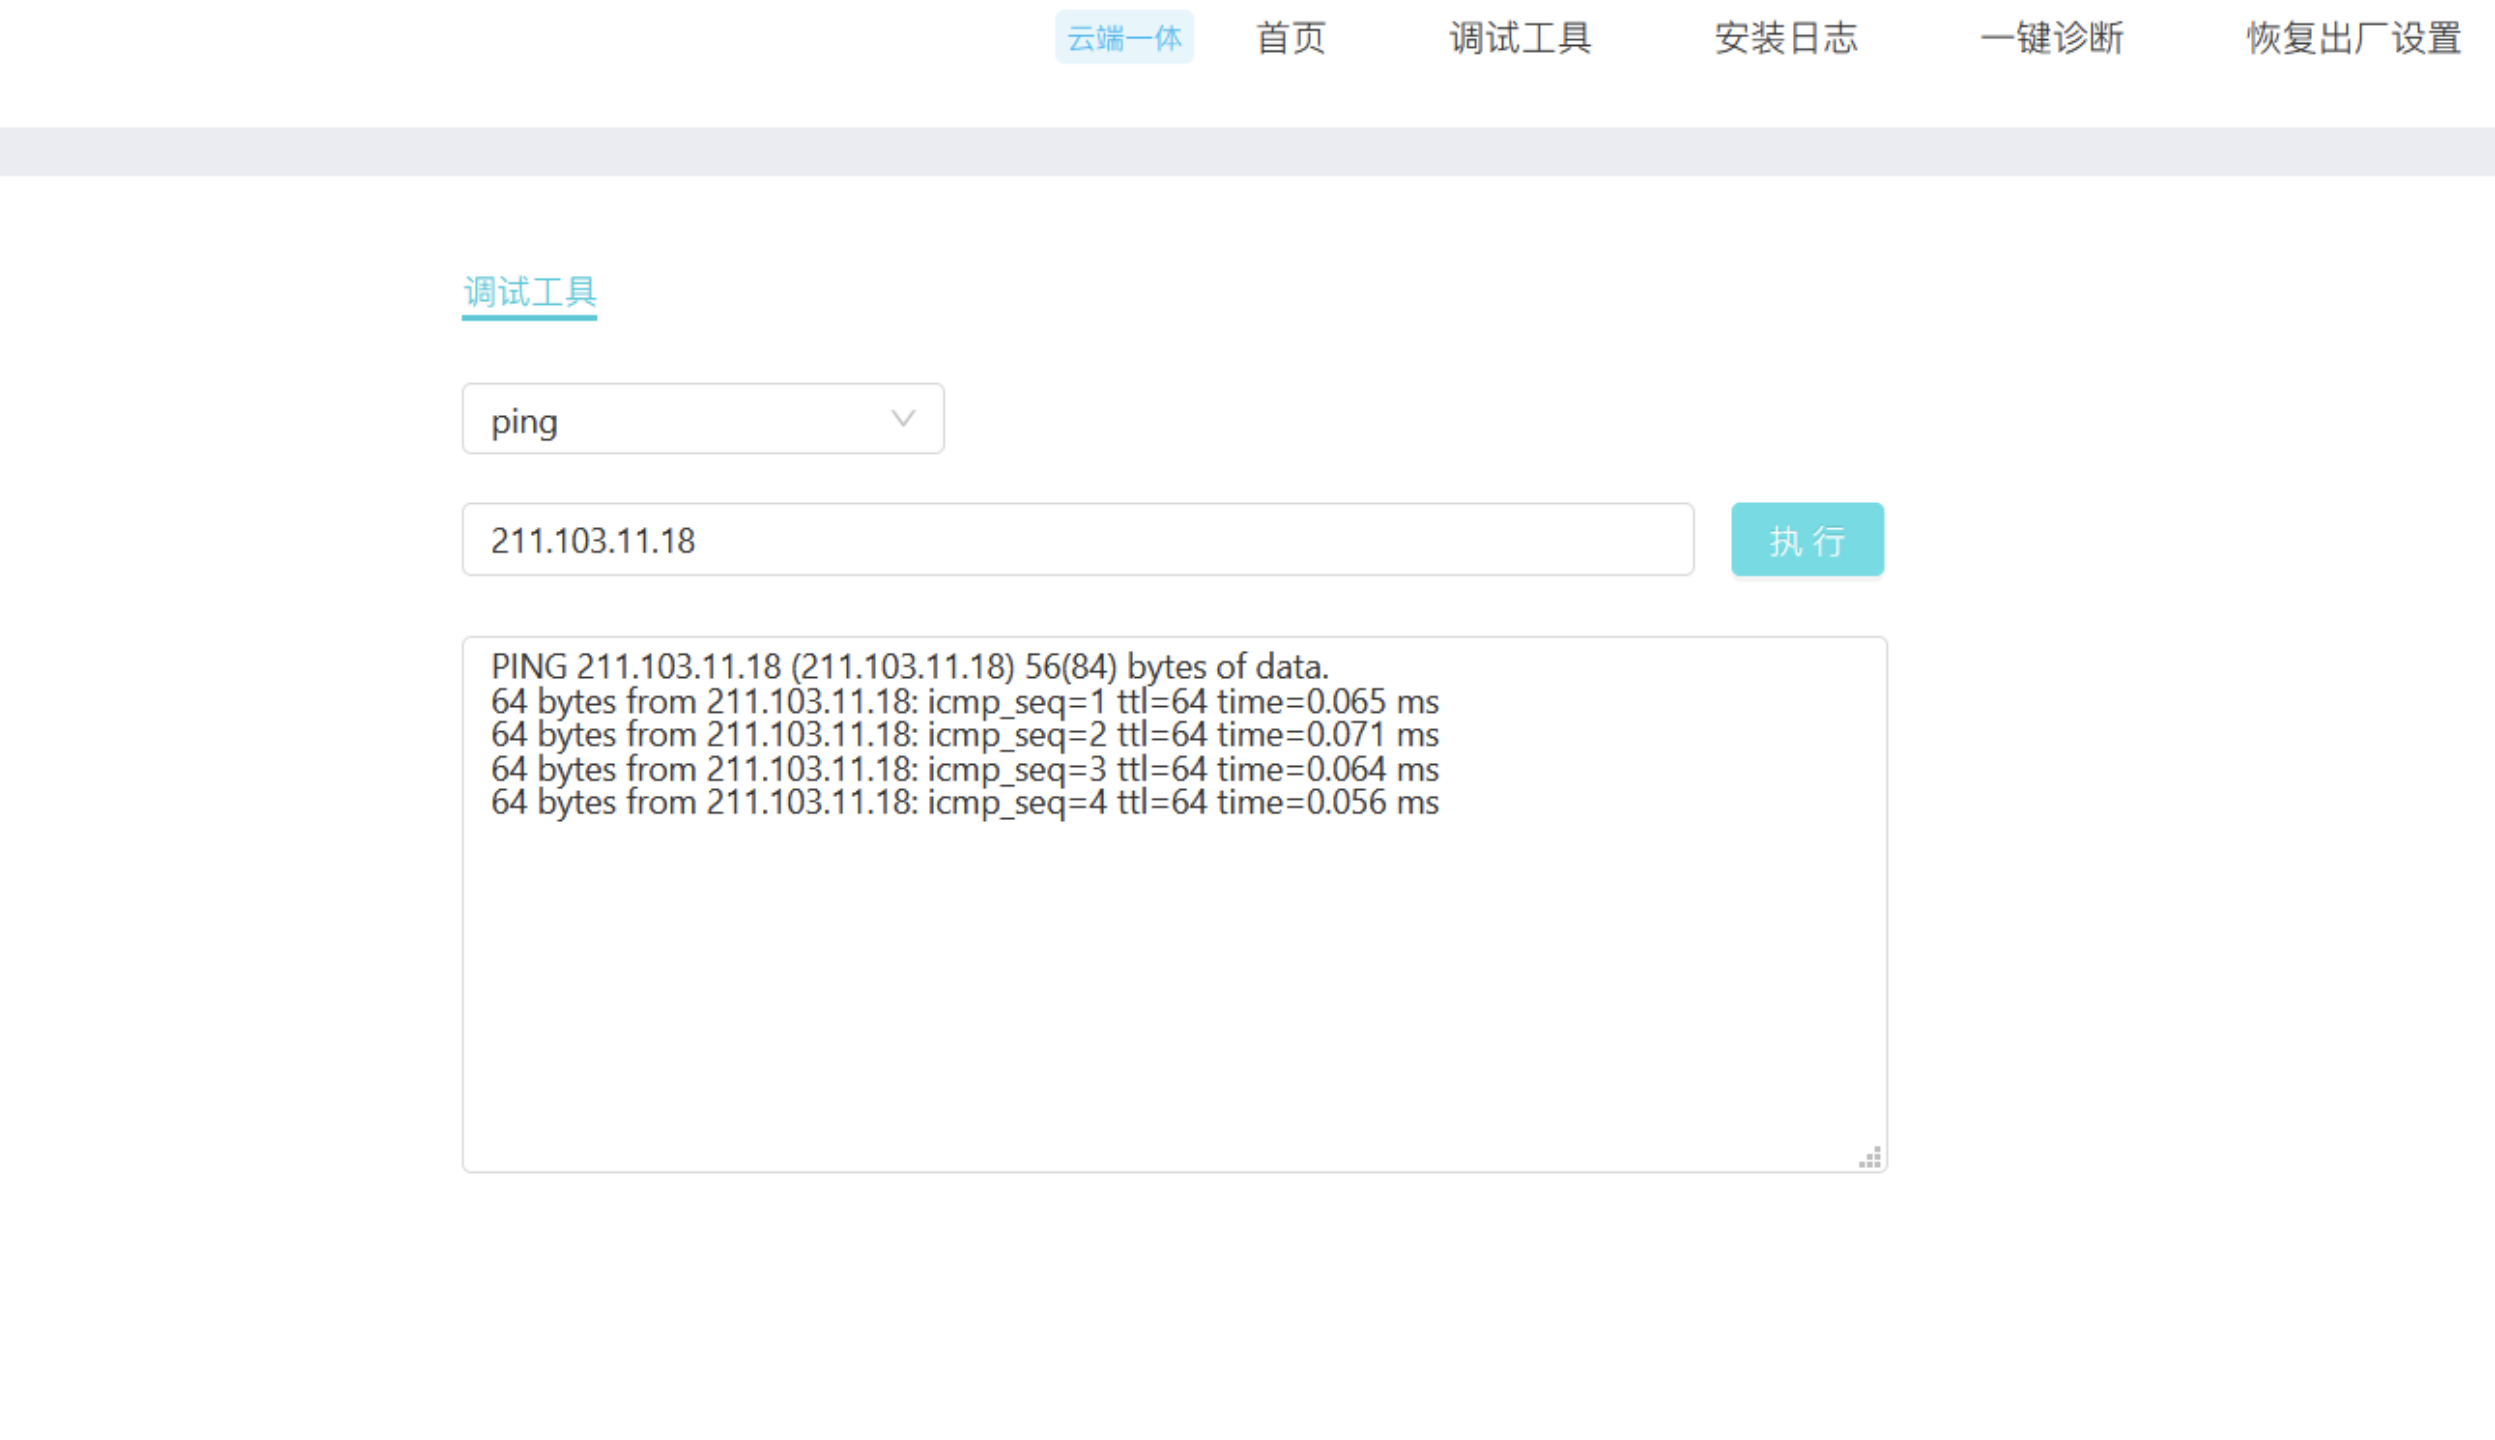 云端一体 首页 调试工具 安装日志 一键诊断 恢复出厂设置
调试工具
ping
211.103.11.18 执行
PING 211.103.11.18 (211.103.11.18) 56(84) bytes of data.
64 bytes from 211.103.11.18: icmp_seq=1 ttl=64 time=0.065 ms
64 bytes from 211.103.11.18: icmp_seq=2 ttl=64 time=0.071 ms
64 bytes from 211.103.11.18: icmp_seq=3 ttl=64 time=0.064 ms
64 bytes from 211.103.11.18: icmp_seq=4 ttl=64 time=0.056 ms